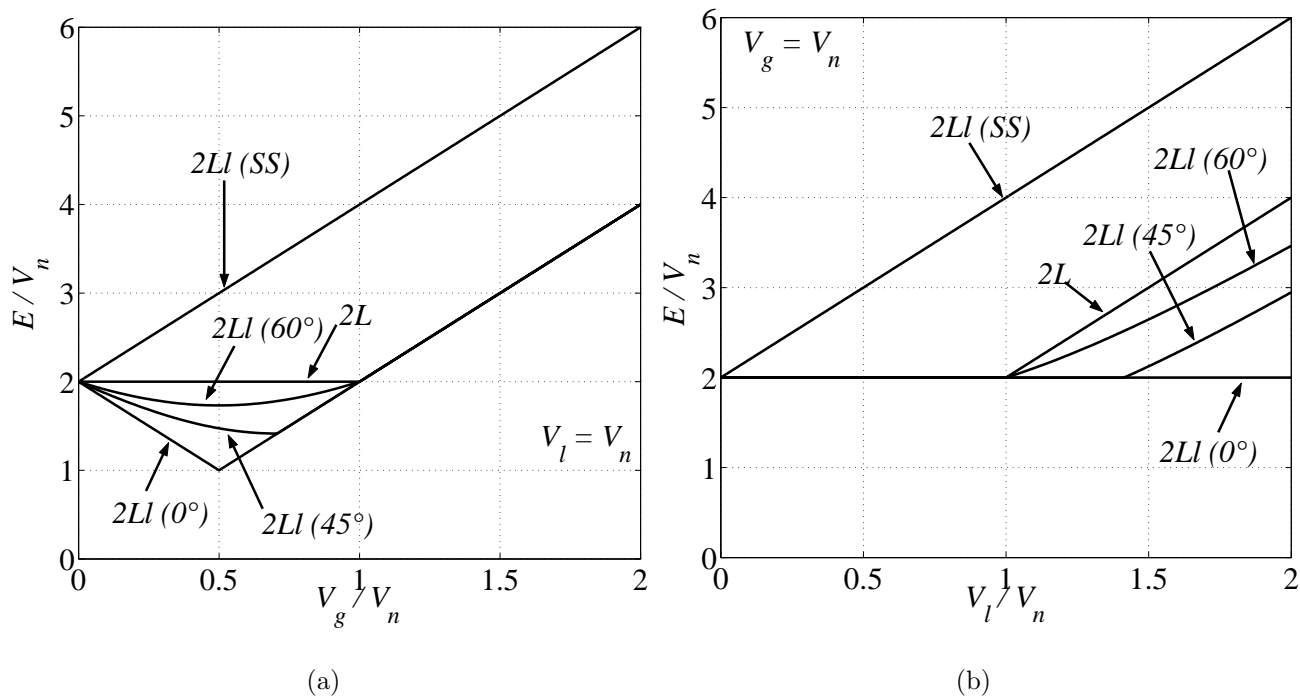 6
5
4
3
2
1
0
E / V_n
2Ll (SS)
2Ll (60°)
2L
2Ll (0°)
2Ll (45°)
V_l = V_n
0
0.5
1
1.5
2
V_g / V_n
(a)
6
5
4
3
2
1
0
E / V_n
V_g = V_n
2Ll (SS)
2Ll (60°)
2Ll (45°)
2L
2Ll (0°)
0
0.5
1
1.5
2
V_l / V_n
(b)